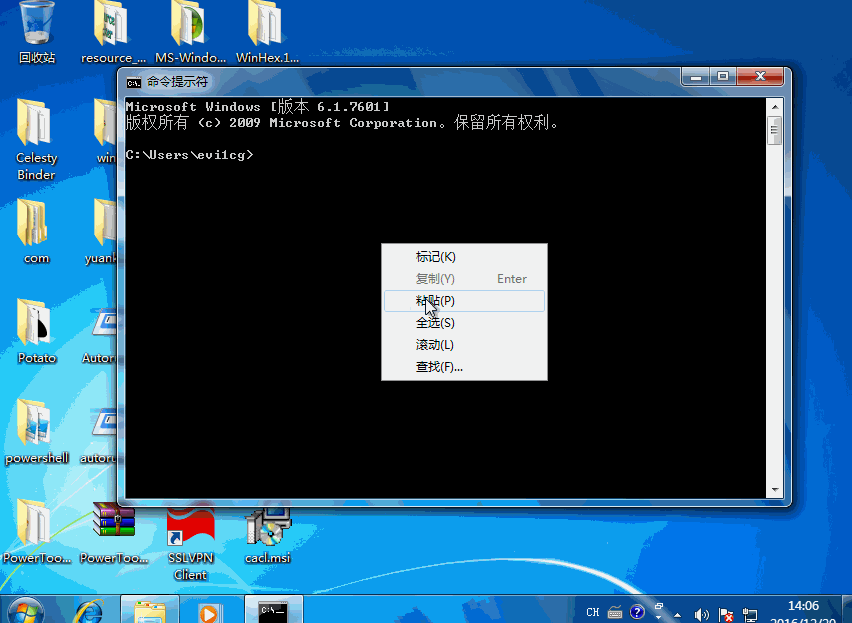 回收站
resource_...
MS-Windo...
WinHex.1...
命令提示符
Microsoft Windows [版本 6.1.7601]
版权所有 (c) 2009 Microsoft Corporation。保留所有权利。
C:\Users\evi1cg>
Celesty
Binder
win
com
yuank
Potato
Autor
powershell
autoru
标记(K)
复制(Y) Enter
粘贴(P)
全选(S)
滚动(L)
查找(F)...
PowerToo...
PowerToo...
SSLVPN
Client
cacl.msi
CH
14:06
2016/12/20